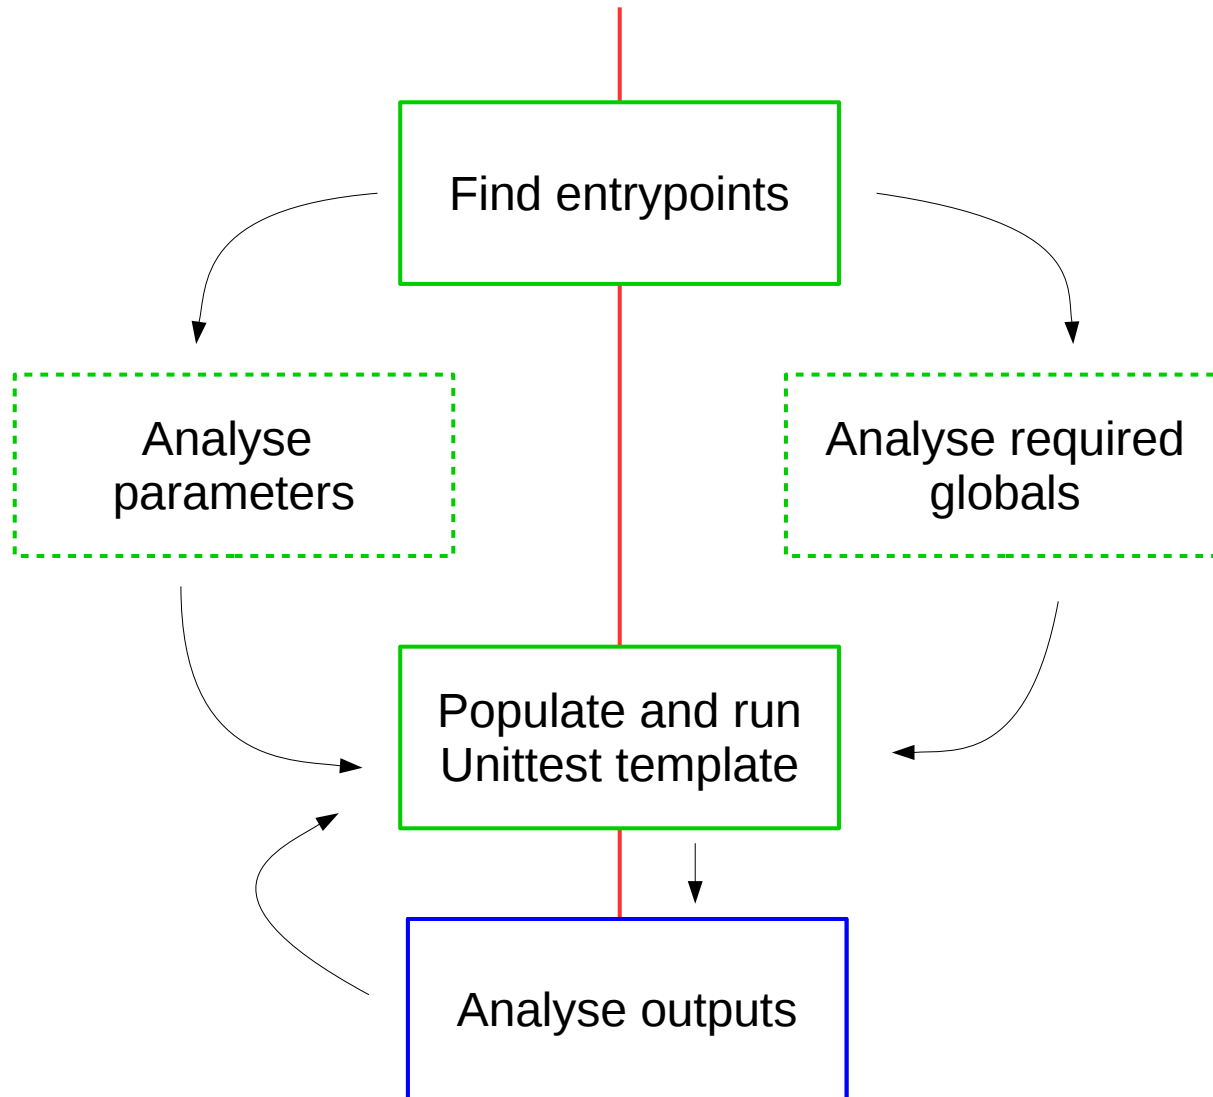 Find entrypoints
Analyse
parameters
Analyse required
globals
Populate and run
Unittest template
Analyse outputs